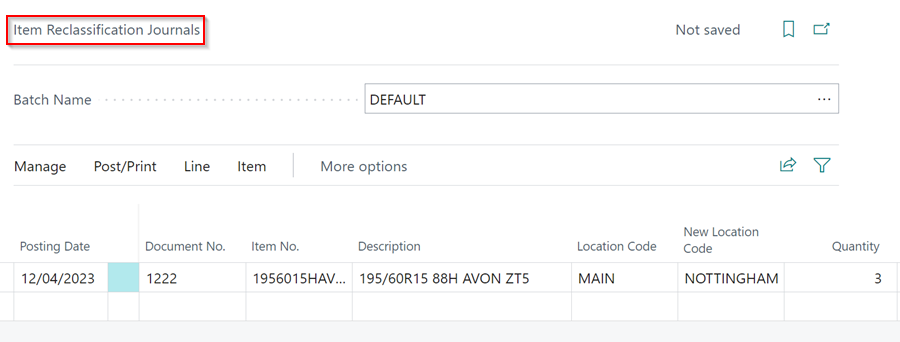 Item Reclassification Journals
Not saved
Batch Name
DEFAULT
Manage Post/Print Line Item More options
Posting Date Document No. Item No. Description Location Code New Location Code Quantity
12/04/2023 1222 1956015HAV... 195/60R15 88H AVON ZT5 MAIN NOTTINGHAM 3